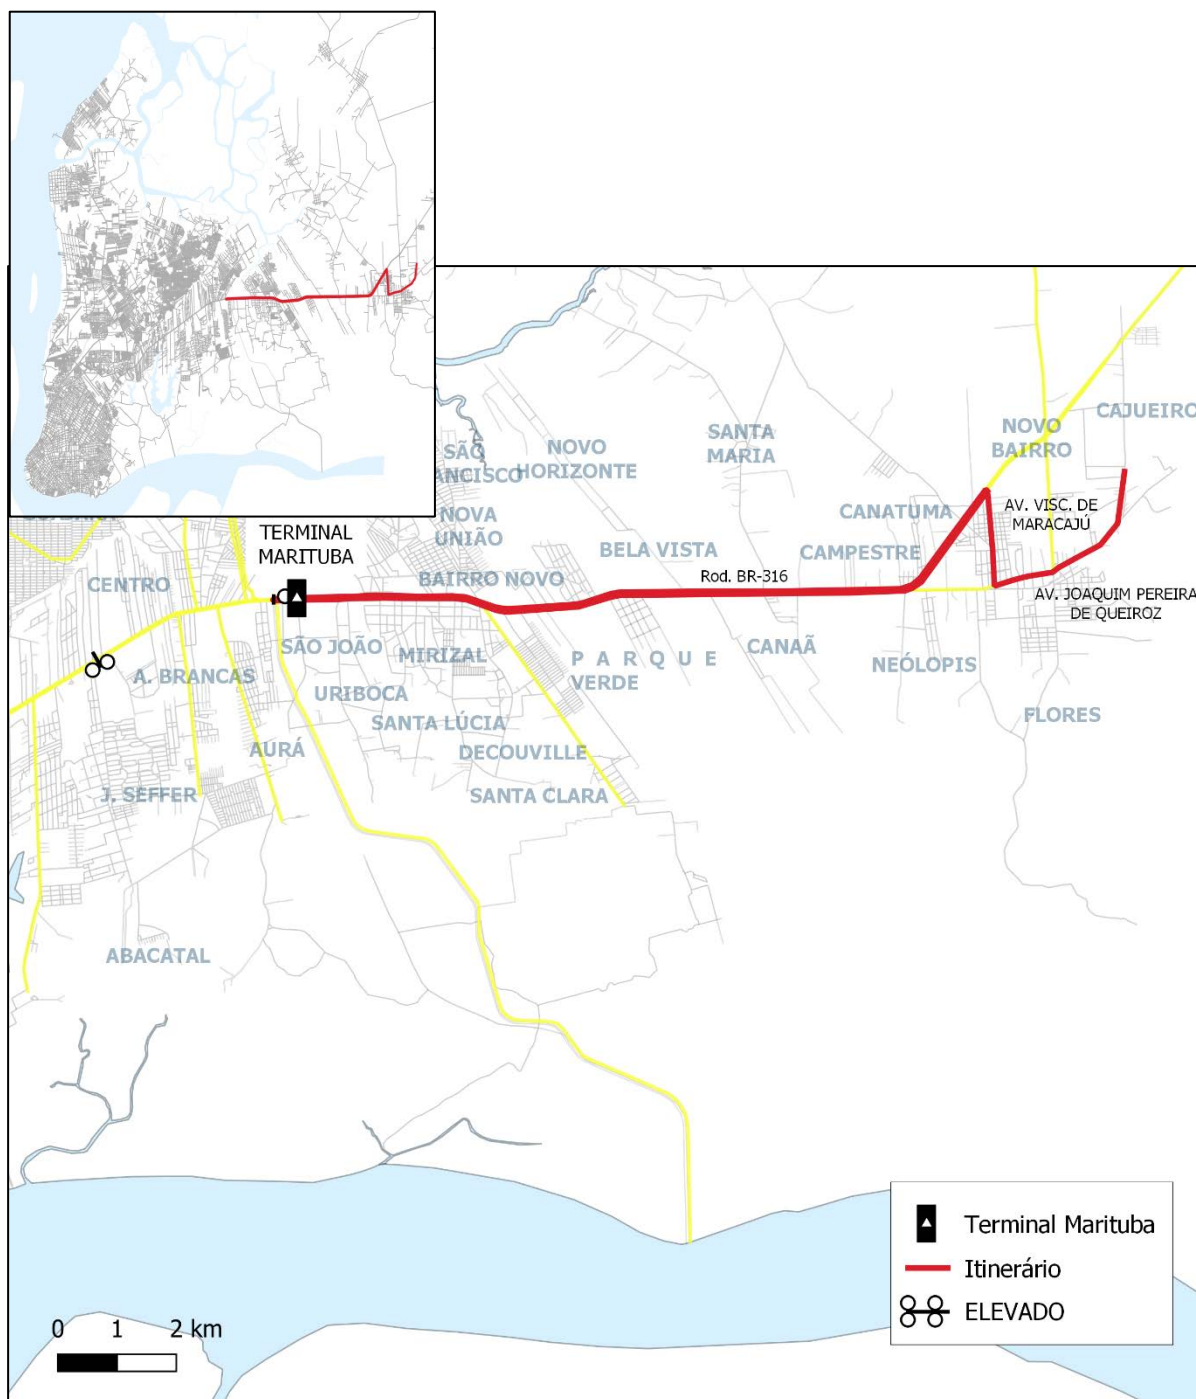 CAJUEIRO
NOVO
BAIRRO
SANTA
MARIA
NOVO
HORIZONTE
SÃO
ANCISCO
AV. VISC. DE
MARACAJÚ
CANATUMA
NOVA
UNIÃO
TERMINAL
MARITUBA
BELA VISTA
CAMPESTRE
CENTRO
BAIRRO NOVO
Rod. BR-316
AV. JOAQUIM PEREIRA
DE QUEIROZ
SÃO JOÃO
MIRIZAL
PARQUE
VERDE
CANAÃ
NEÓLOPIS
A. BRANCAS
URIBOCA
SANTA LÚCIA
FLORES
AURÁ
DECOUVILLE
J. SEFFER
SANTA CLARA
ABACATAL
Terminal Marituba
Itinerário
ELEVADO
0 1 2 km